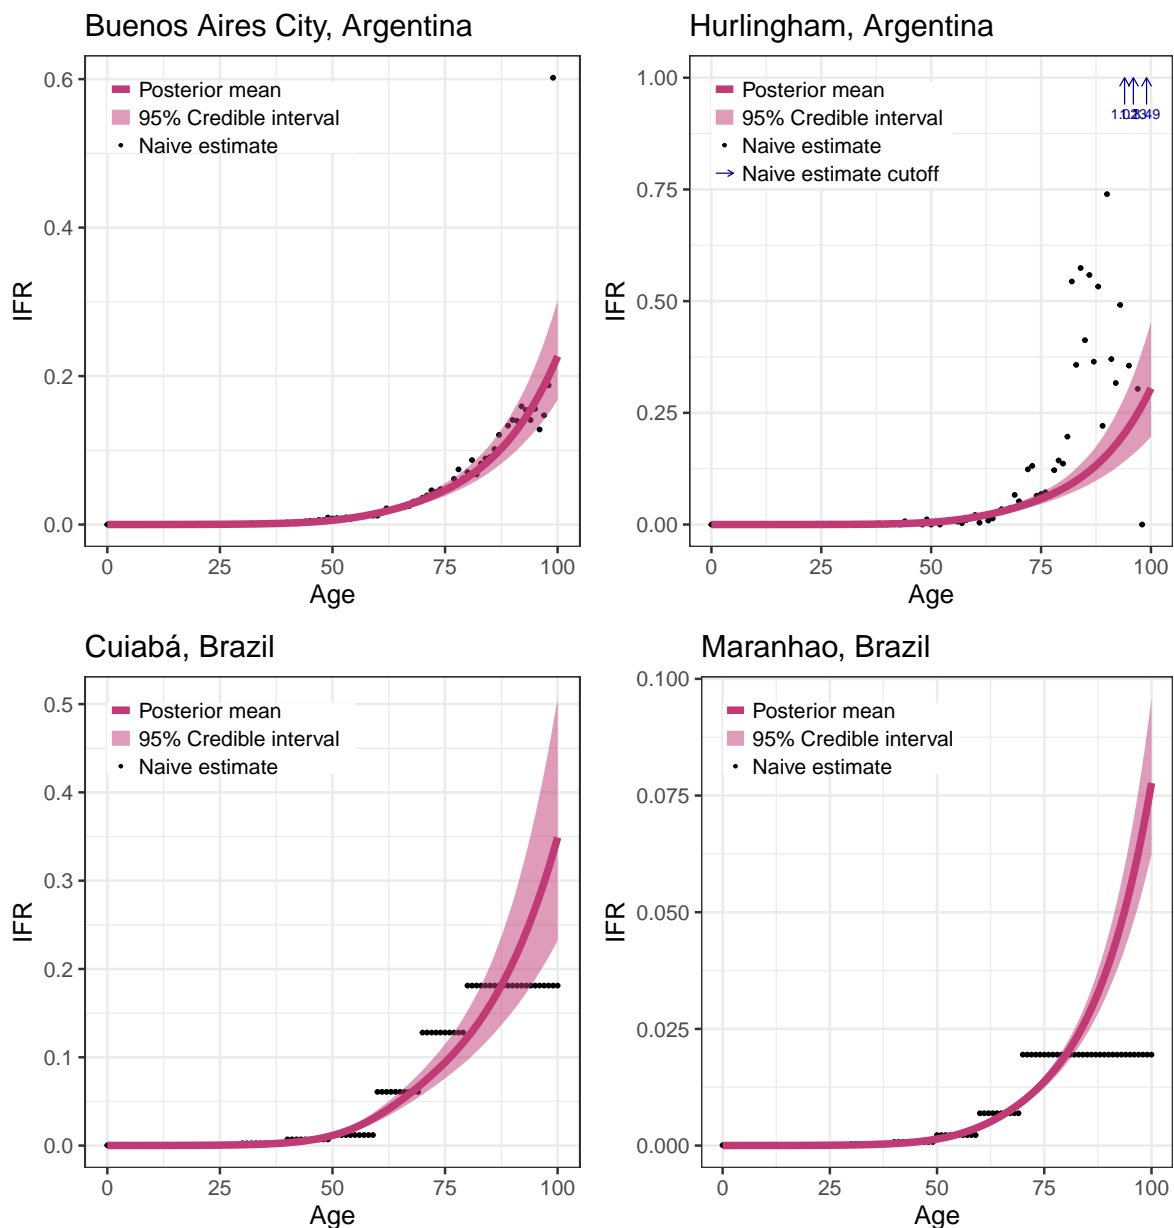 Buenos Aires City, Argentina
Posterior mean
95% Credible interval
Naive estimate
0.6
0.4
0.2
0.0
IFR
0
25
50
75
100
Age
Hurlingham, Argentina
Posterior mean
95% Credible interval
Naive estimate
Naive estimate cutoff
1.00
0.75
0.50
0.25
0.00
IFR
0
25
50
75
100
Age
Cuiabá, Brazil
Posterior mean
95% Credible interval
Naive estimate
0.5
0.4
0.3
0.2
0.1
0.0
IFR
0
25
50
75
100
Age
Maranhao, Brazil
Posterior mean
95% Credible interval
Naive estimate
0.100
0.075
0.050
0.025
0.000
IFR
0
25
50
75
100
Age